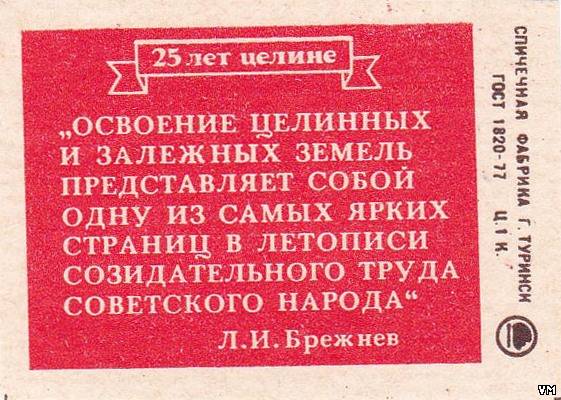 25 лет целине
„ОСВОЕНИЕ ЦЕЛИННЫХ
И ЗАЛЕЖНЫХ ЗЕМЕЛЬ
ПРЕДСТАВЛЯЕТ СОБОЙ
ОДНУ ИЗ САМЫХ ЯРКИХ
СТРАНИЦ В ЛЕТОПИСИ
СОЗИДАТЕЛЬНОГО ТРУДА
СОВЕТСКОГО НАРОДА“
Л.И.Брежнев
СПИЧЕЧНАЯ ФАБРИКА Г. ТУРИНСК
ГОСТ 1820-77 Ц.1 К.
VM